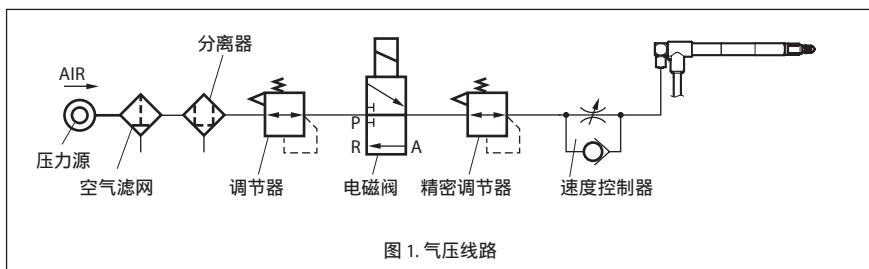 分离器
AIR
P
R
A
压力源
空气滤网
调节器
电磁阀
精密调节器
速度控制器
图 1. 气压线路